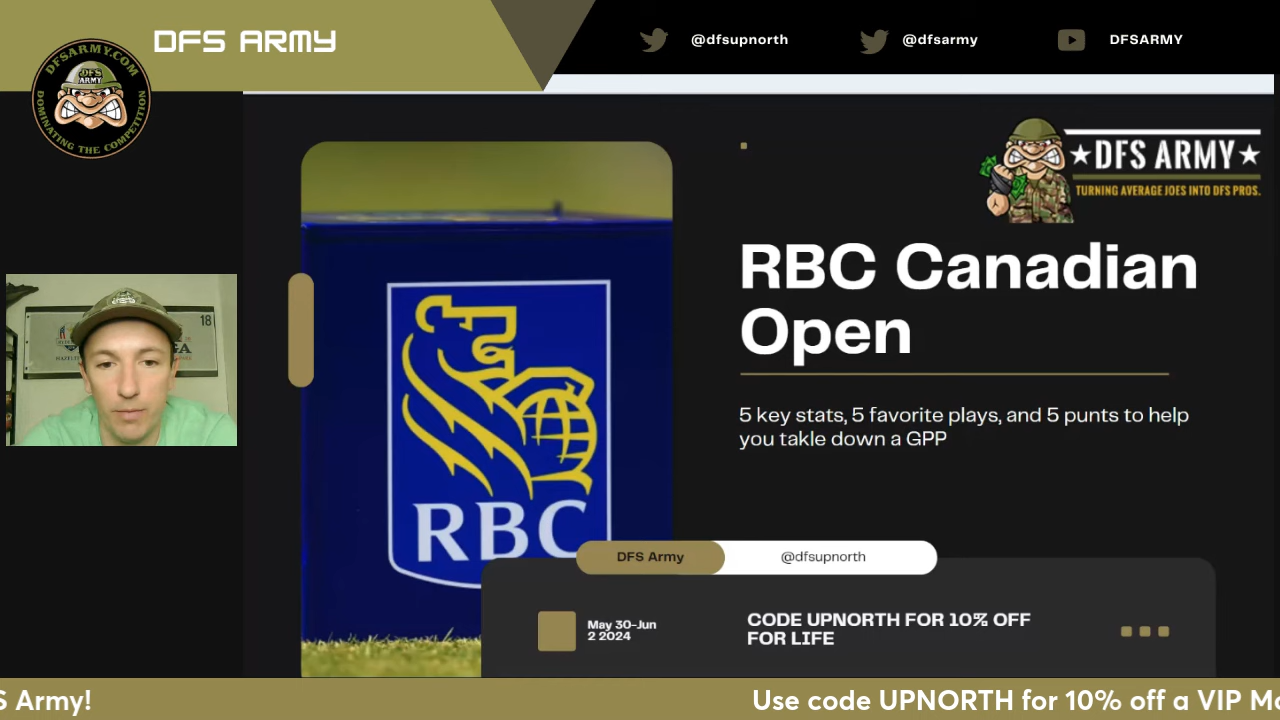 DFS ARMY
@dfsupnorth
@dfsarmy
DFSARMY
DFSARMY.COM
DFS
ARMY
DOMINATING THE COMPETITION
DFS ARMY
TURNING AVERAGE JOES INTO DFS PROS.
RBC Canadian
Open
5 key stats, 5 favorite plays, and 5 punts to help
you takle down a GPP
18
RBC
DFS Army
@dfsupnorth
May 30-Jun
2 2024
CODE UPNORTH FOR 10% OFF
FOR LIFE
S Army!
Use code UPNORTH for 10% off a VIP